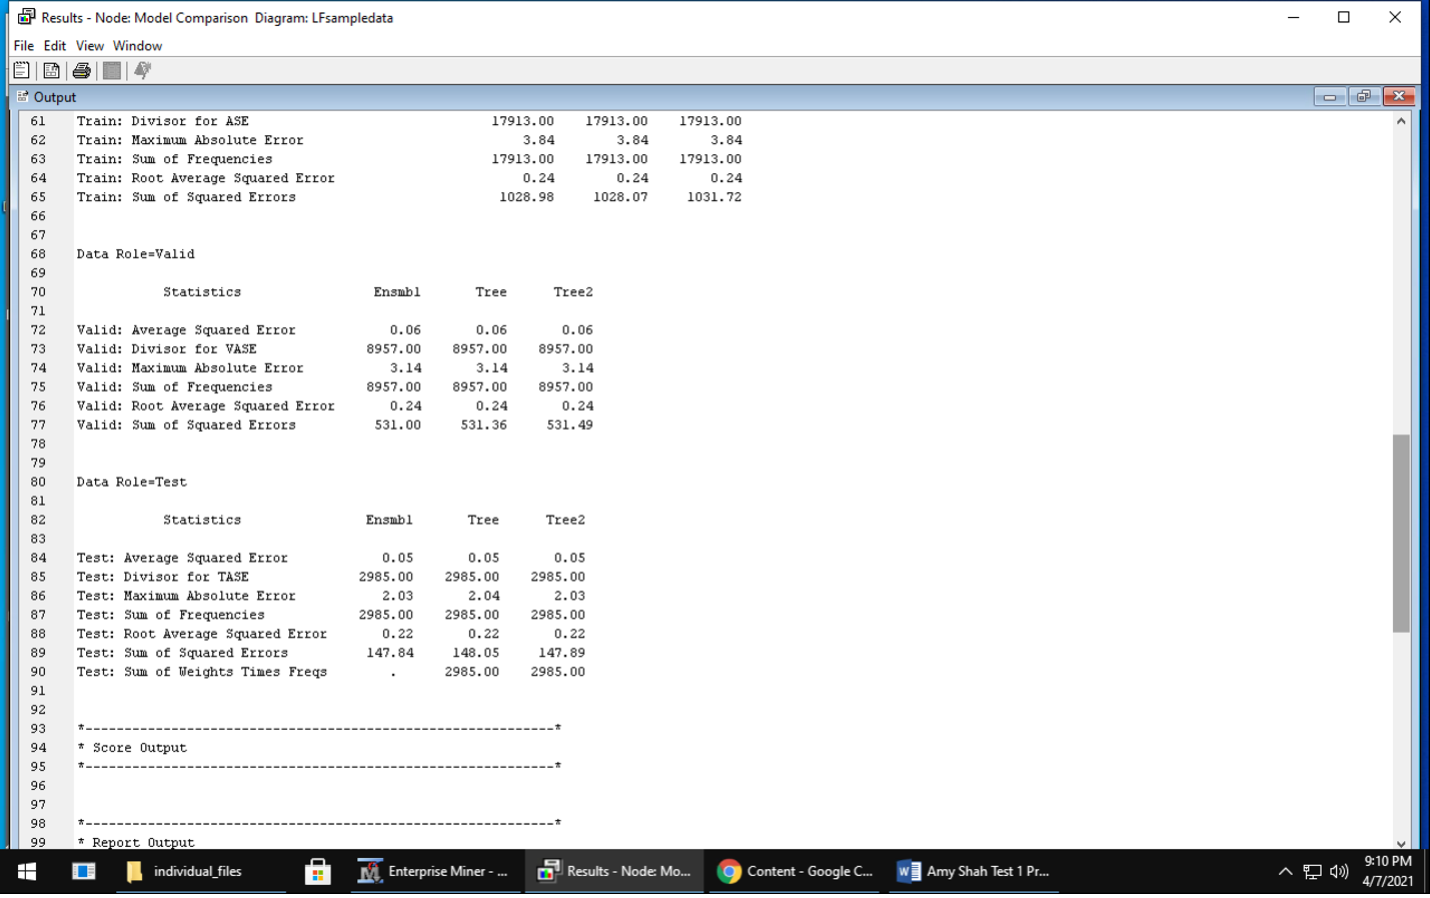 Results - Node: Model Comparison Diagram: LFsampledata
File Edit View Window
Output
61 Train: Divisor for ASE 17913.00 17913.00 17913.00
62 Train: Maximum Absolute Error 3.84 3.84 3.84
63 Train: Sum of Frequencies 17913.00 17913.00 17913.00
64 Train: Root Average Squared Error 0.24 0.24 0.24
65 Train: Sum of Squared Errors 1028.98 1028.07 1031.72
66
67
68 Data Role=Valid
69
70 Statistics Ensmbl Tree Tree2
71
72 Valid: Average Squared Error 0.06 0.06 0.06
73 Valid: Divisor for VASE 8957.00 8957.00 8957.00
74 Valid: Maximum Absolute Error 3.14 3.14 3.14
75 Valid: Sum of Frequencies 8957.00 8957.00 8957.00
76 Valid: Root Average Squared Error 0.24 0.24 0.24
77 Valid: Sum of Squared Errors 531.00 531.36 531.49
78
79
80 Data Role=Test
81
82 Statistics Ensmbl Tree Tree2
83
84 Test: Average Squared Error 0.05 0.05 0.05
85 Test: Divisor for TASE 2985.00 2985.00 2985.00
86 Test: Maximum Absolute Error 2.03 2.04 2.03
87 Test: Sum of Frequencies 2985.00 2985.00 2985.00
88 Test: Root Average Squared Error 0.22 0.22 0.22
89 Test: Sum of Squared Errors 147.84 148.05 147.89
90 Test: Sum of Weights Times Freqs . 2985.00 2985.00
91
92
93 *------------------------------------------------------------*
94 * Score Output
95 *------------------------------------------------------------*
96
97
98 *------------------------------------------------------------*
99 * Report Output
individual_files
Enterprise Miner - ...
Results - Node: Mo...
Content - Google C...
Amy Shah Test 1 Pr...
9:10 PM
4/7/2021